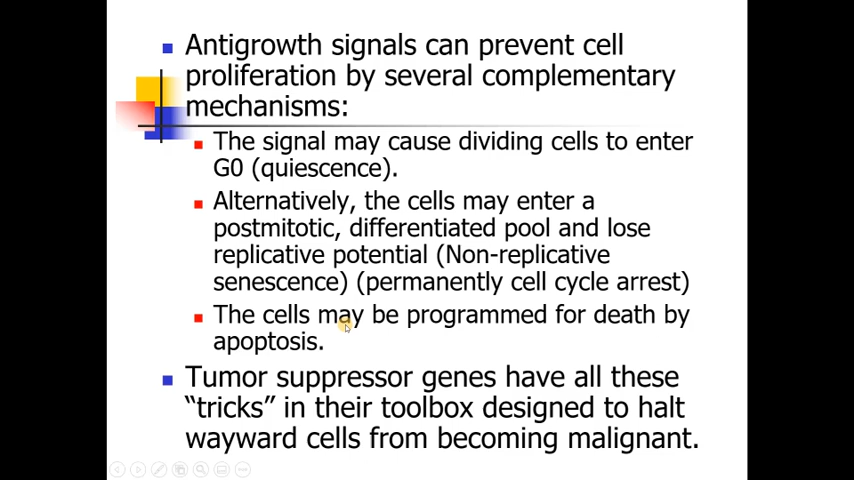 Antigrowth signals can prevent cell
proliferation by several complementary
mechanisms:
The signal may cause dividing cells to enter
G0 (quiescence).
Alternatively, the cells may enter a
postmitotic, differentiated pool and lose
replicative potential (Non-replicative
senescence) (permanently cell cycle arrest)
The cells may be programmed for death by
apoptosis.
Tumor suppressor genes have all these
“tricks” in their toolbox designed to halt
wayward cells from becoming malignant.